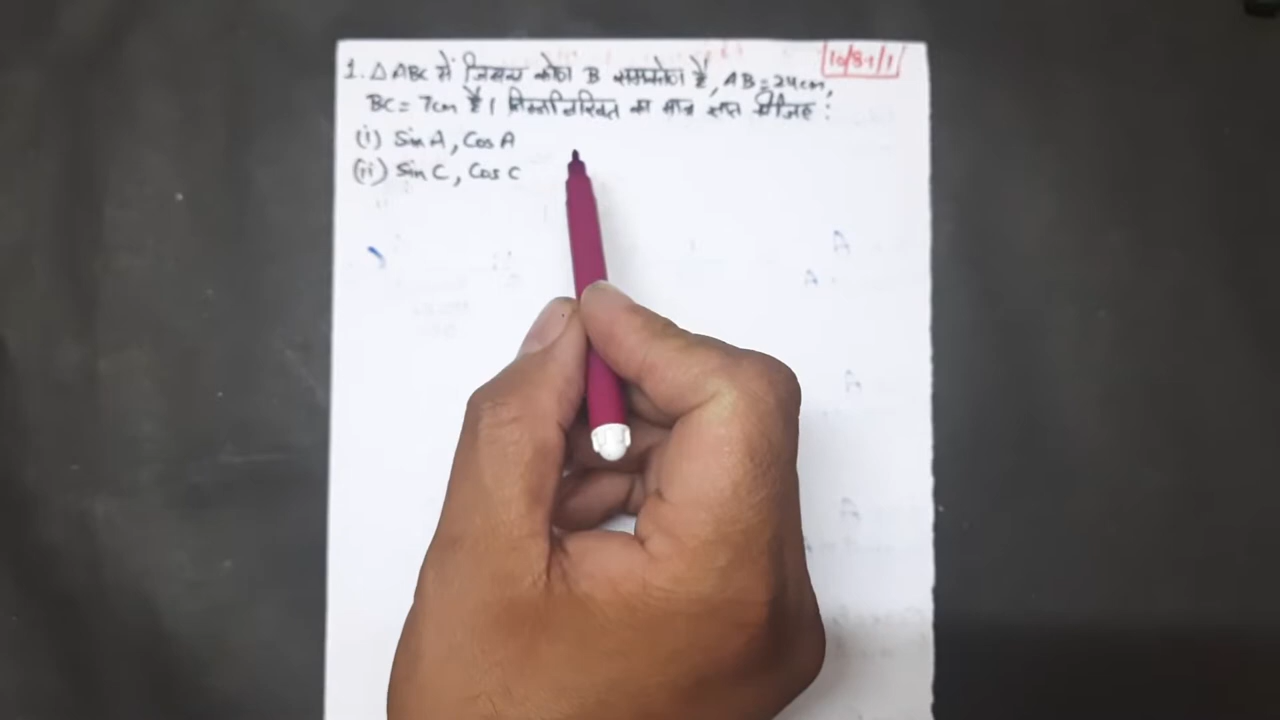 1. △ABC में जिसका कोण B समकोण है, AB=24cm, 10/8.1/1
BC= 7cm है। निम्नलिखित का मान ज्ञात कीजिए :
(i) Sin A, Cos A
(ii) Sin C, Cos C
A
A
A
A